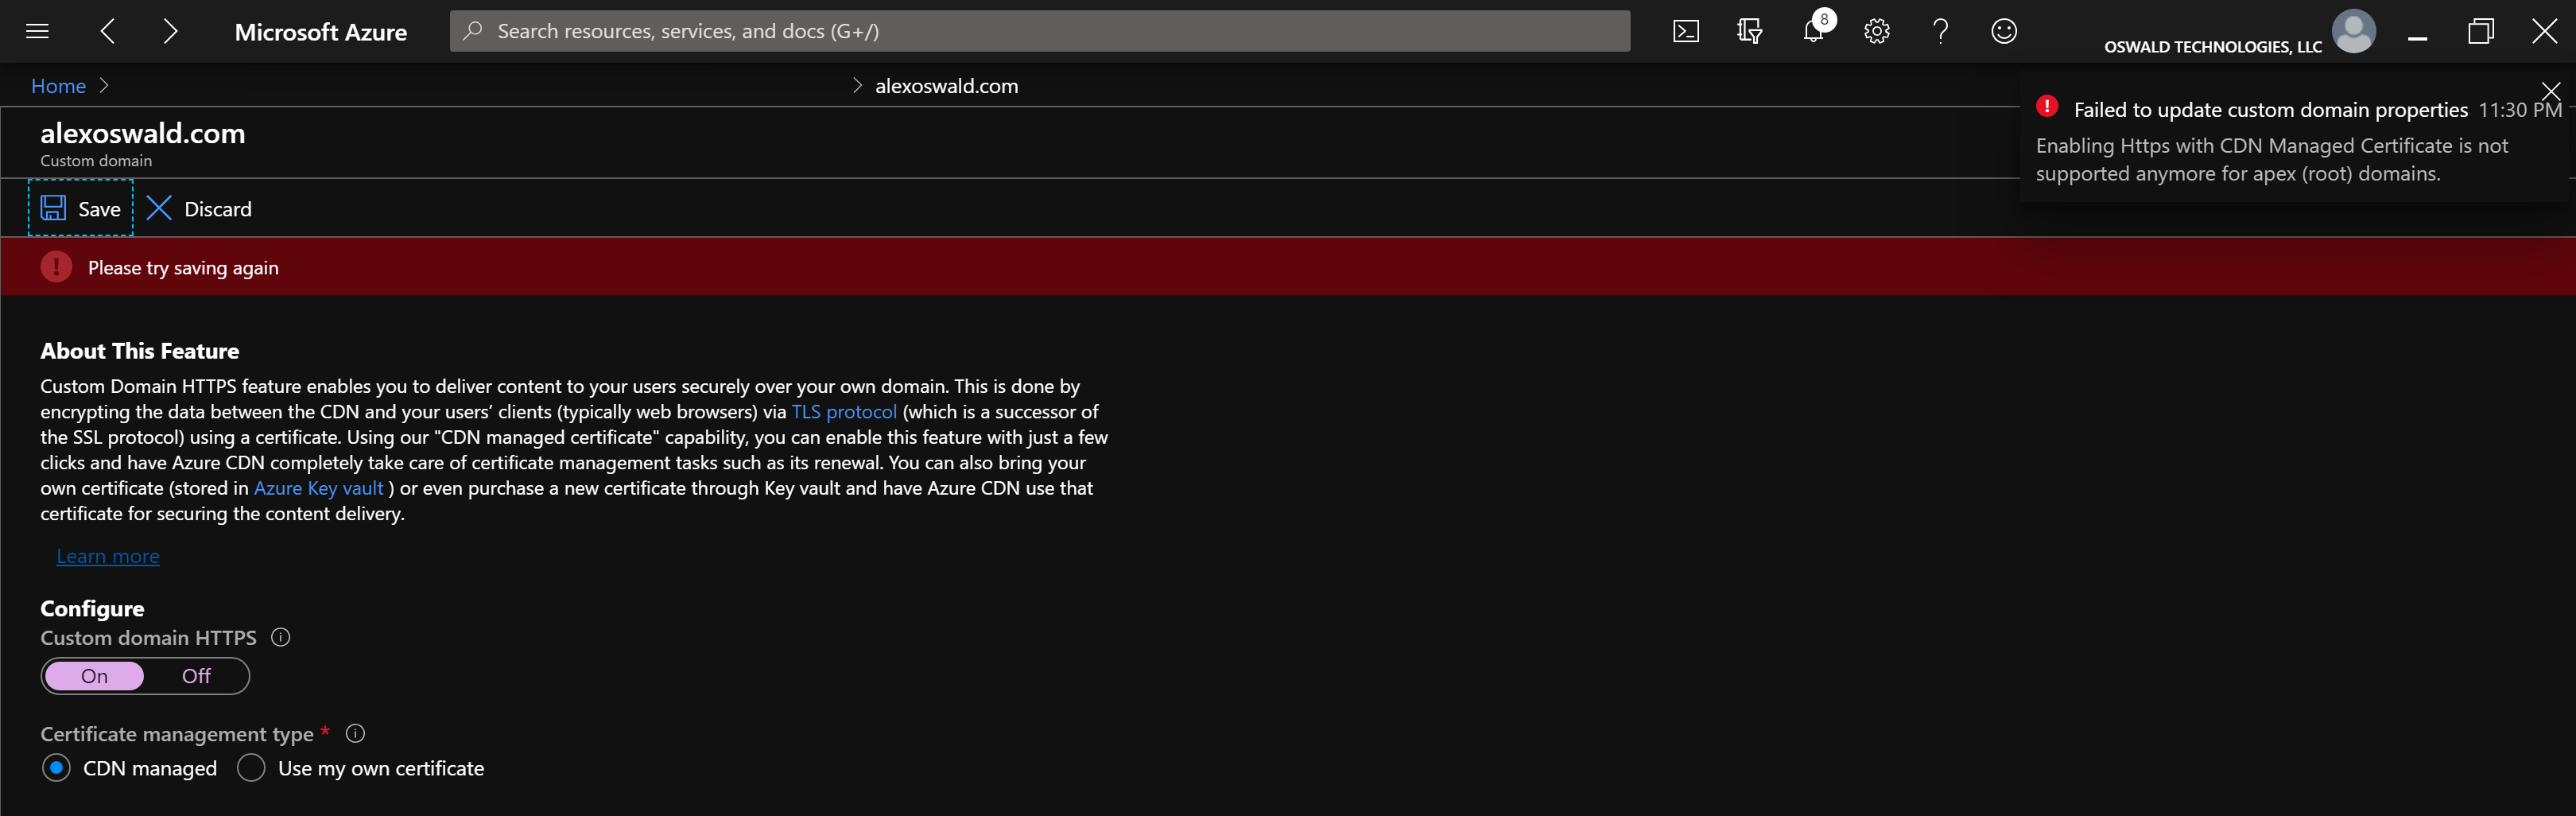 Microsoft Azure
Search resources, services, and docs (G+/)
8
OSWALD TECHNOLOGIES, LLC
Home
alexoswald.com
Failed to update custom domain properties 11:30 PM
Enabling Https with CDN Managed Certificate is not
supported anymore for apex (root) domains.
alexoswald.com
Custom domain
Save
Discard
Please try saving again
About This Feature
Custom Domain HTTPS feature enables you to deliver content to your users securely over your own domain. This is done by
encrypting the data between the CDN and your users’ clients (typically web browsers) via TLS protocol (which is a successor of
the SSL protocol) using a certificate. Using our "CDN managed certificate" capability, you can enable this feature with just a few
clicks and have Azure CDN completely take care of certificate management tasks such as its renewal. You can also bring your
own certificate (stored in Azure Key vault ) or even purchase a new certificate through Key vault and have Azure CDN use that
certificate for securing the content delivery.
Learn more
Configure
Custom domain HTTPS
On Off
Certificate management type *
CDN managed Use my own certificate